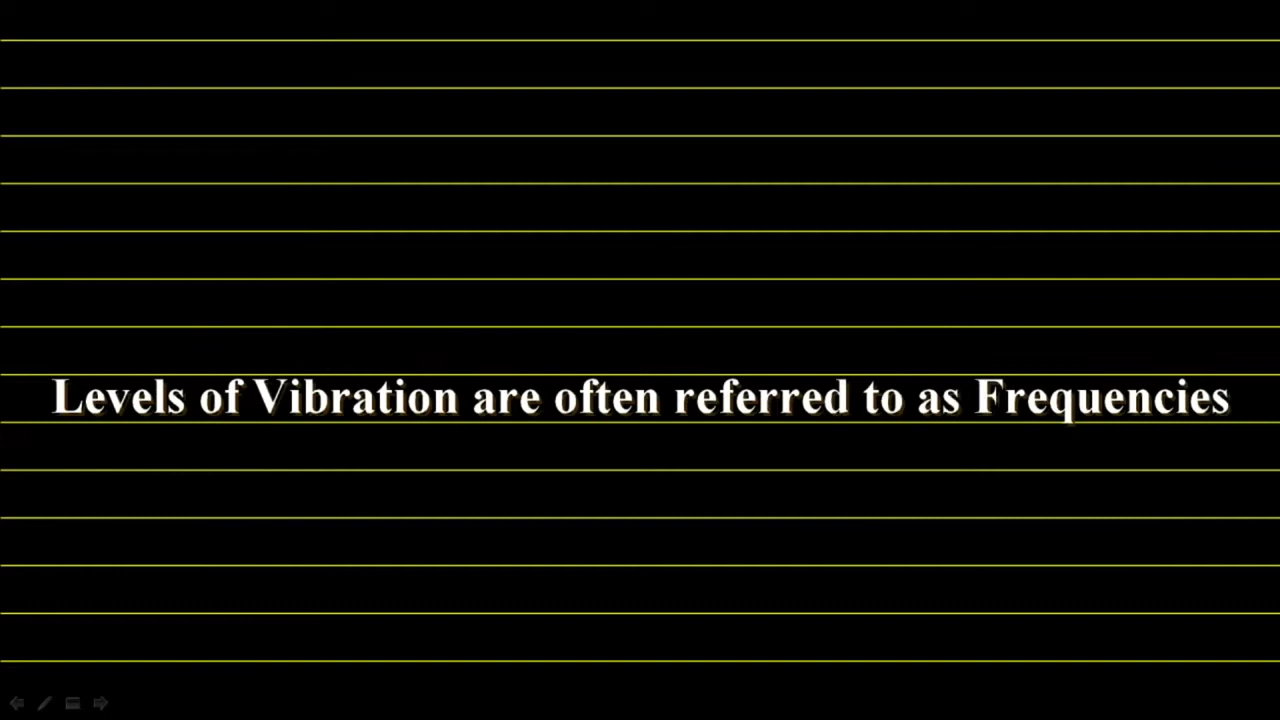 Levels of Vibration are often referred to as Frequencies